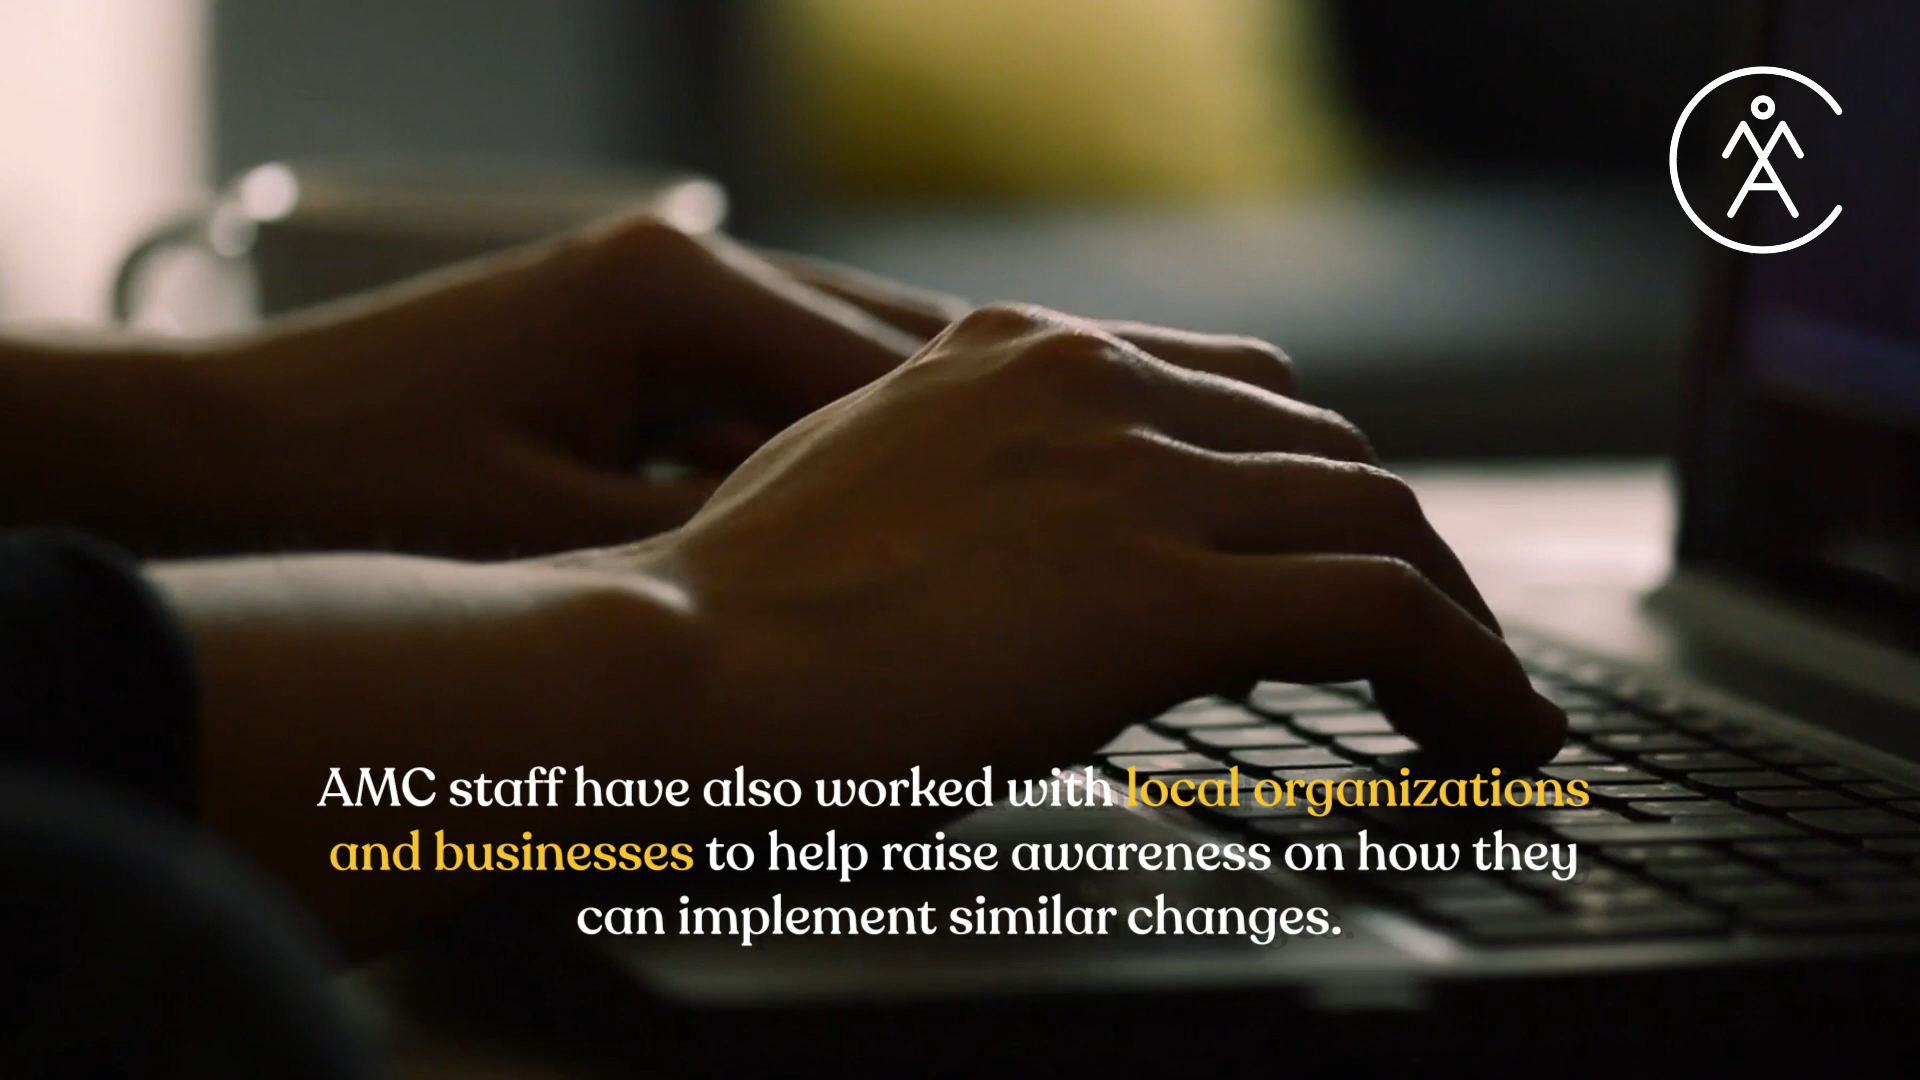 AMC staff have also worked with local organizations
and businesses to help raise awareness on how they
can implement similar changes.